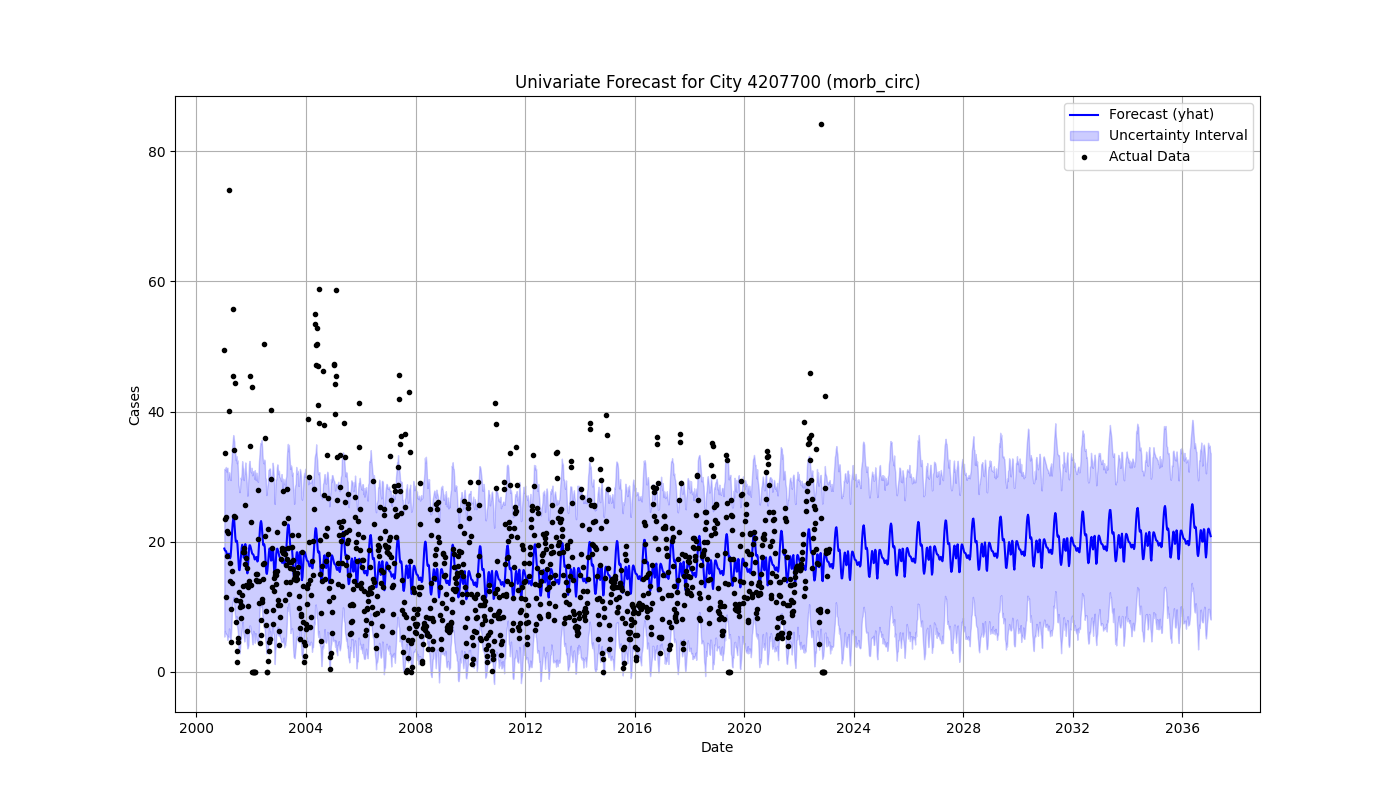 Univariate Forecast for City 4207700 (morb_circ)
Forecast (yhat)
Uncertainty Interval
Actual Data
80
60
40
20
0
Cases
2000 2004 2008 2012 2016 2020 2024 2028 2032 2036
Date